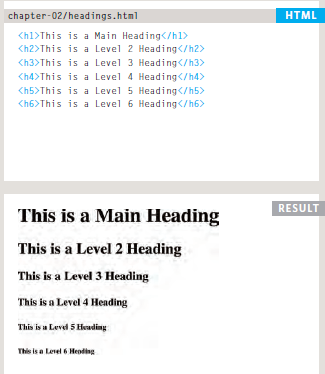 chapter-02/headings.html
HTML
<h1>This is a Main Heading</h1>
<h2>This is a Level 2 Heading</h2>
<h3>This is a Level 3 Heading</h3>
<h4>This is a Level 4 Heading</h4>
<h5>This is a Level 5 Heading</h5>
<h6>This is a Level 6 Heading</h6>
RESULT
This is a Main Heading
This is a Level 2 Heading
This is a Level 3 Heading
This is a Level 4 Heading
This is a Level 5 Heading
This is a Level 6 Heading